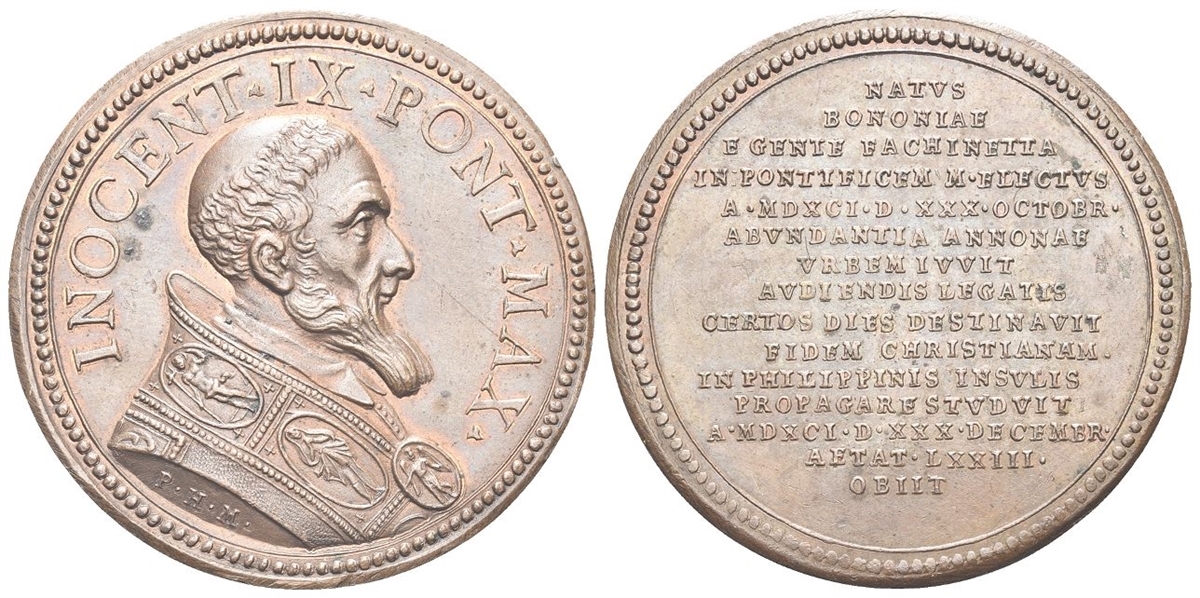 INOCENT · IX · PONT · MAX ·
P · H · M ·
NATVS
BONONIAE
E GENTE FACHINETTA
IN PONTIFICEM M · ELECTVS
A · MDXCI · D · XXX · OCTOBR ·
ABVNDANTIA ANNONAE
VRBEM IVVIT
AVDIENDIS LEGATIS
CERTOS DIES DESTINAVIT
FIDEM CHRISTIANAM .
IN PHILIPPINIS INSVLIS
PROPAGARE STVDVIT
A · MDXCI · D · XXX · DECEMBR ·
AETAT · LXXIII ·
OBIIT